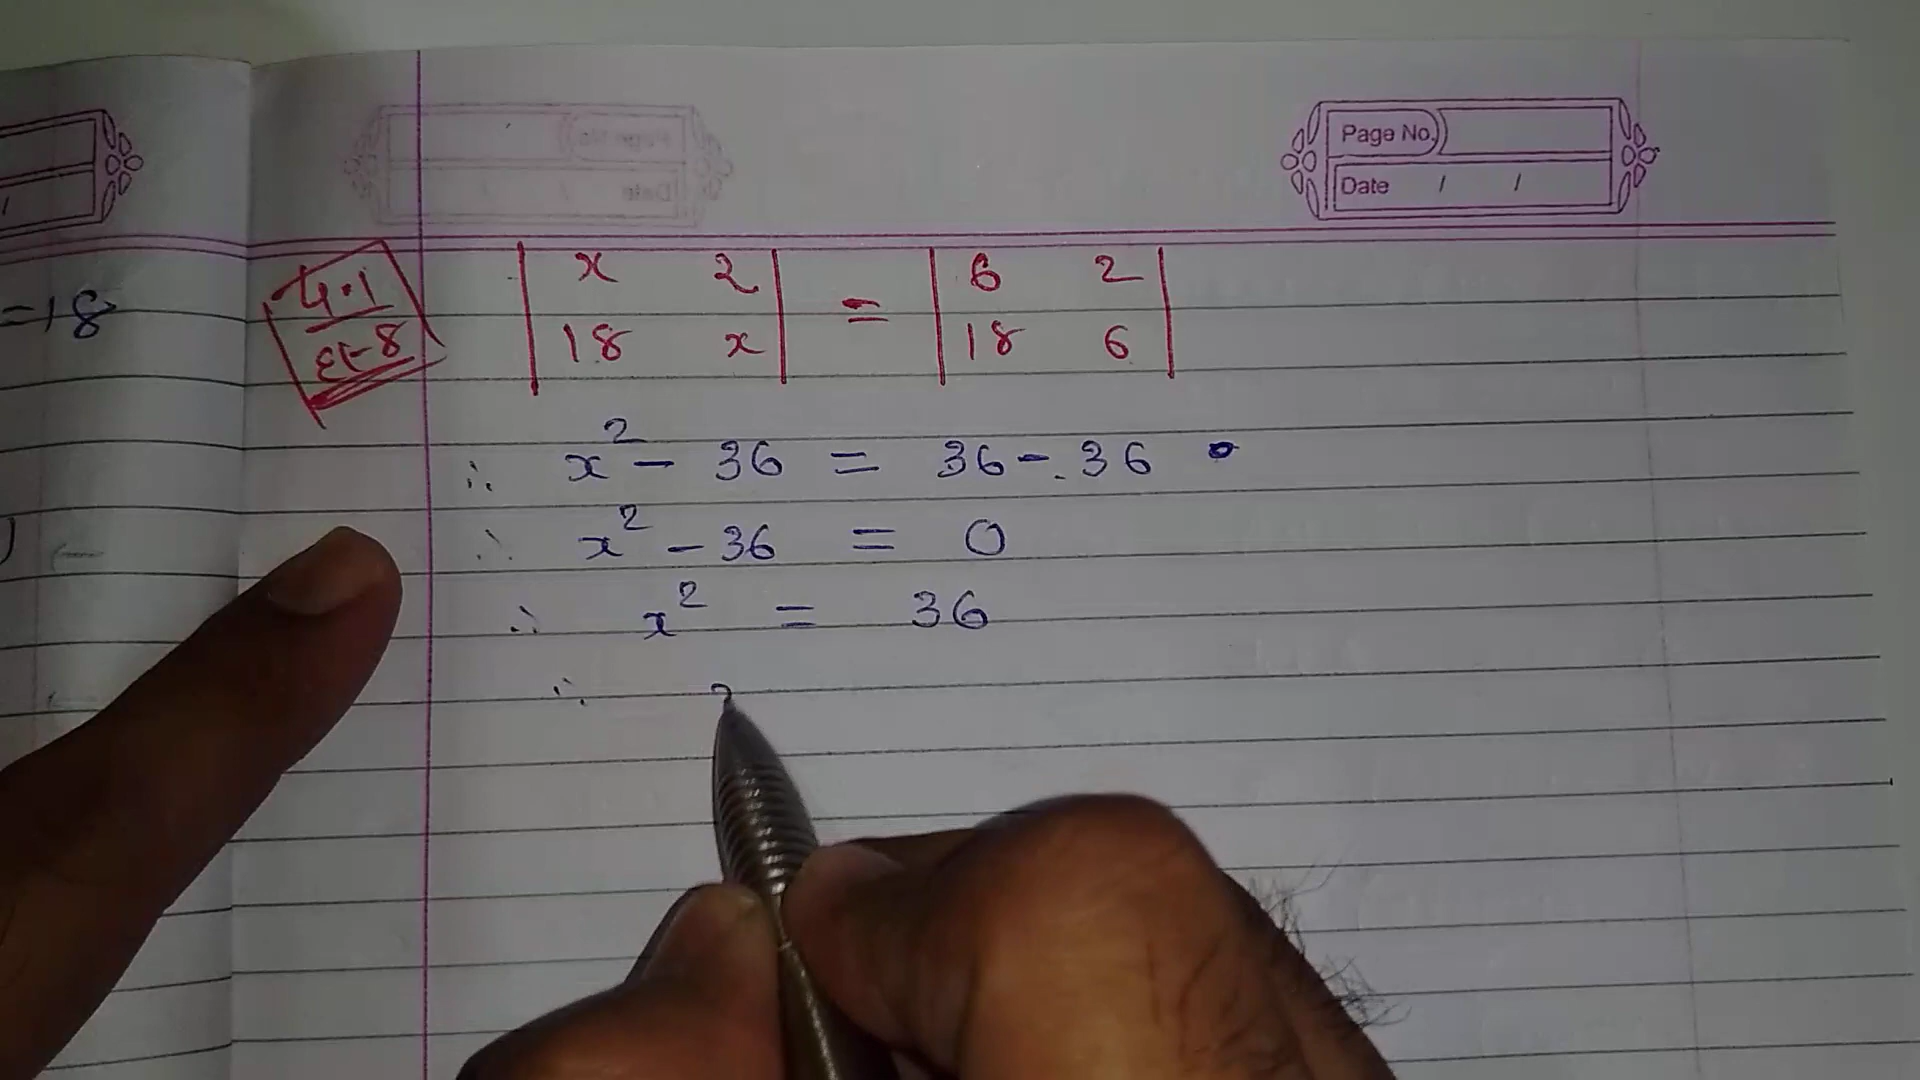 Page No.
Date / /
=18
4.1
Ex-8
| x 2 | = | 6 2 |
| 18 x | | 18 6 |
∴ x² - 36 = 36 - 36
∴ x² - 36 = 0
∴ x² = 36
∴